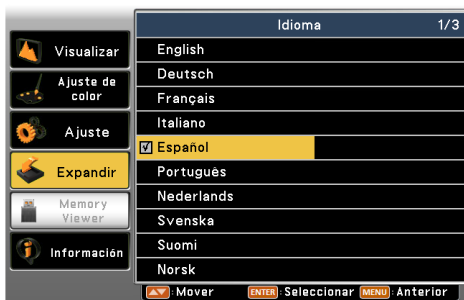 Idioma 1/3
Visualizar
Ajuste de
color
Ajuste
Expandir
Memory
Viewer
Información
English
Deutsch
Français
Italiano
Español
Português
Nederlands
Svenska
Suomi
Norsk
Mover ENTER : Seleccionar MENU : Anterior